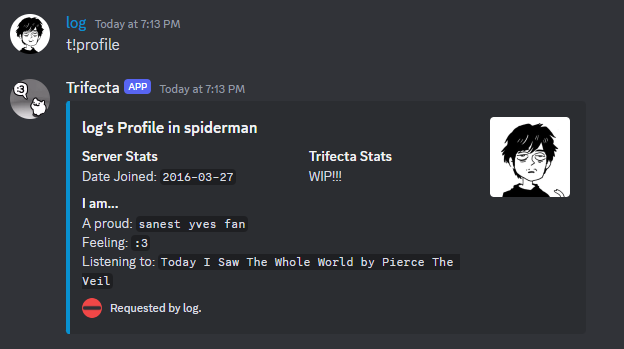 log Today at 7:13 PM
t!profile
:3
Trifecta APP Today at 7:13 PM
log's Profile in spiderman
Server Stats Trifecta Stats
Date Joined: 2016-03-27 WIP!!!
I am...
A proud: sanest yves fan
Feeling: :3
Listening to: Today I Saw The Whole World by Pierce The
Veil
Requested by log.